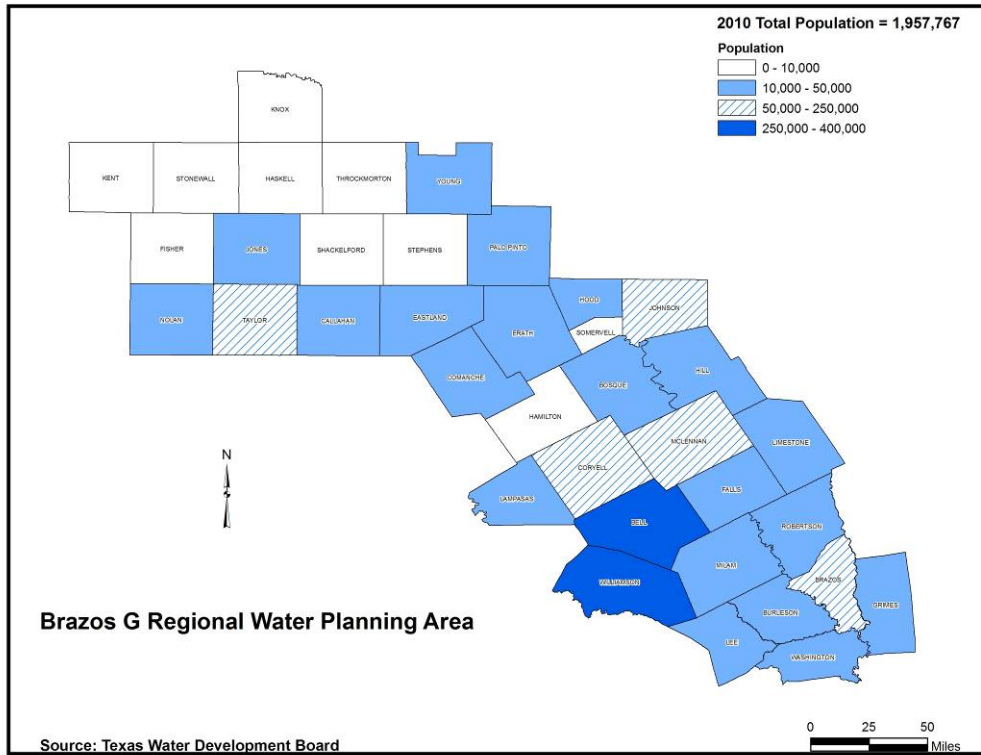 2010 Total Population = 1,957,767
Population
0 - 10,000
10,000 - 50,000
50,000 - 250,000
250,000 - 400,000
KNOX
KENT
STONEWALL
HASKELL
THROCKMORTON
YOUNG
FISHER
JONES
SHACKELFORD
STEPHENS
PALO PINTO
NOLAN
TAYLOR
CALLAHAN
EASTLAND
ERATH
HOOD
JOHNSON
SOMERVELL
COMANCHE
BOSQUE
HILL
HAMILTON
MCLENNAN
LIMESTONE
CORYELL
LAMPASAS
FALLS
BELL
ROBERTSON
WILLIAMSON
MILAM
BRAZOS
GRIMES
BURLESON
LEE
WASHINGTON
N
Brazos G Regional Water Planning Area
Source: Texas Water Development Board
0 25 50
Miles